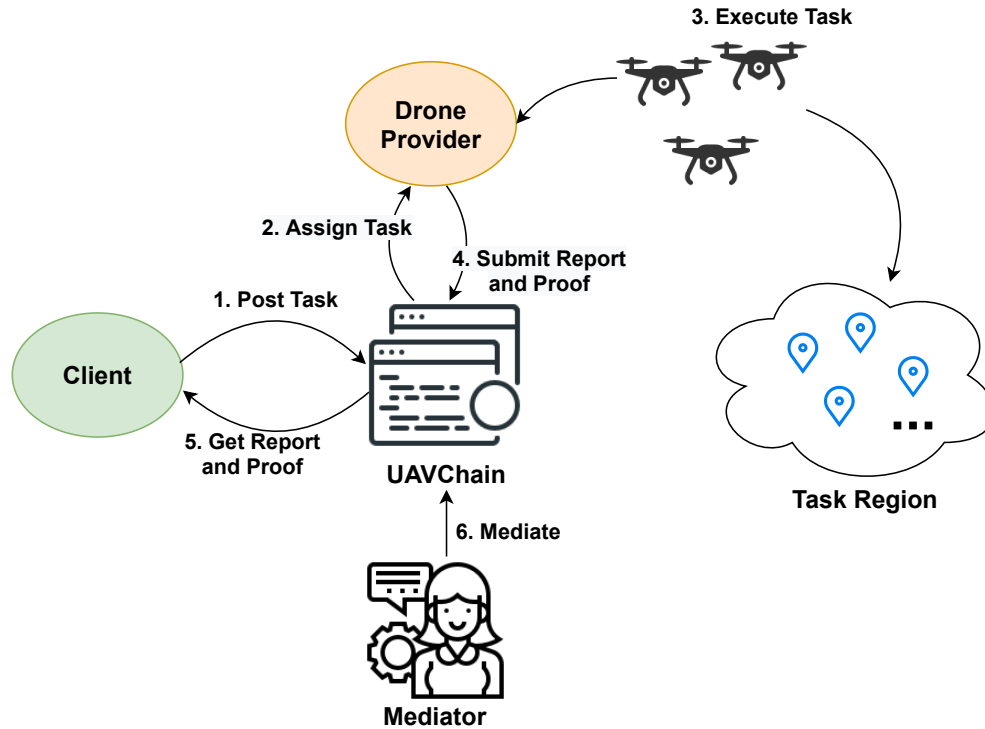 3. Execute Task
Drone
Provider
2. Assign Task
4. Submit Report
and Proof
1. Post Task
Client
5. Get Report
and Proof
UAVChain
Task Region
6. Mediate
Mediator